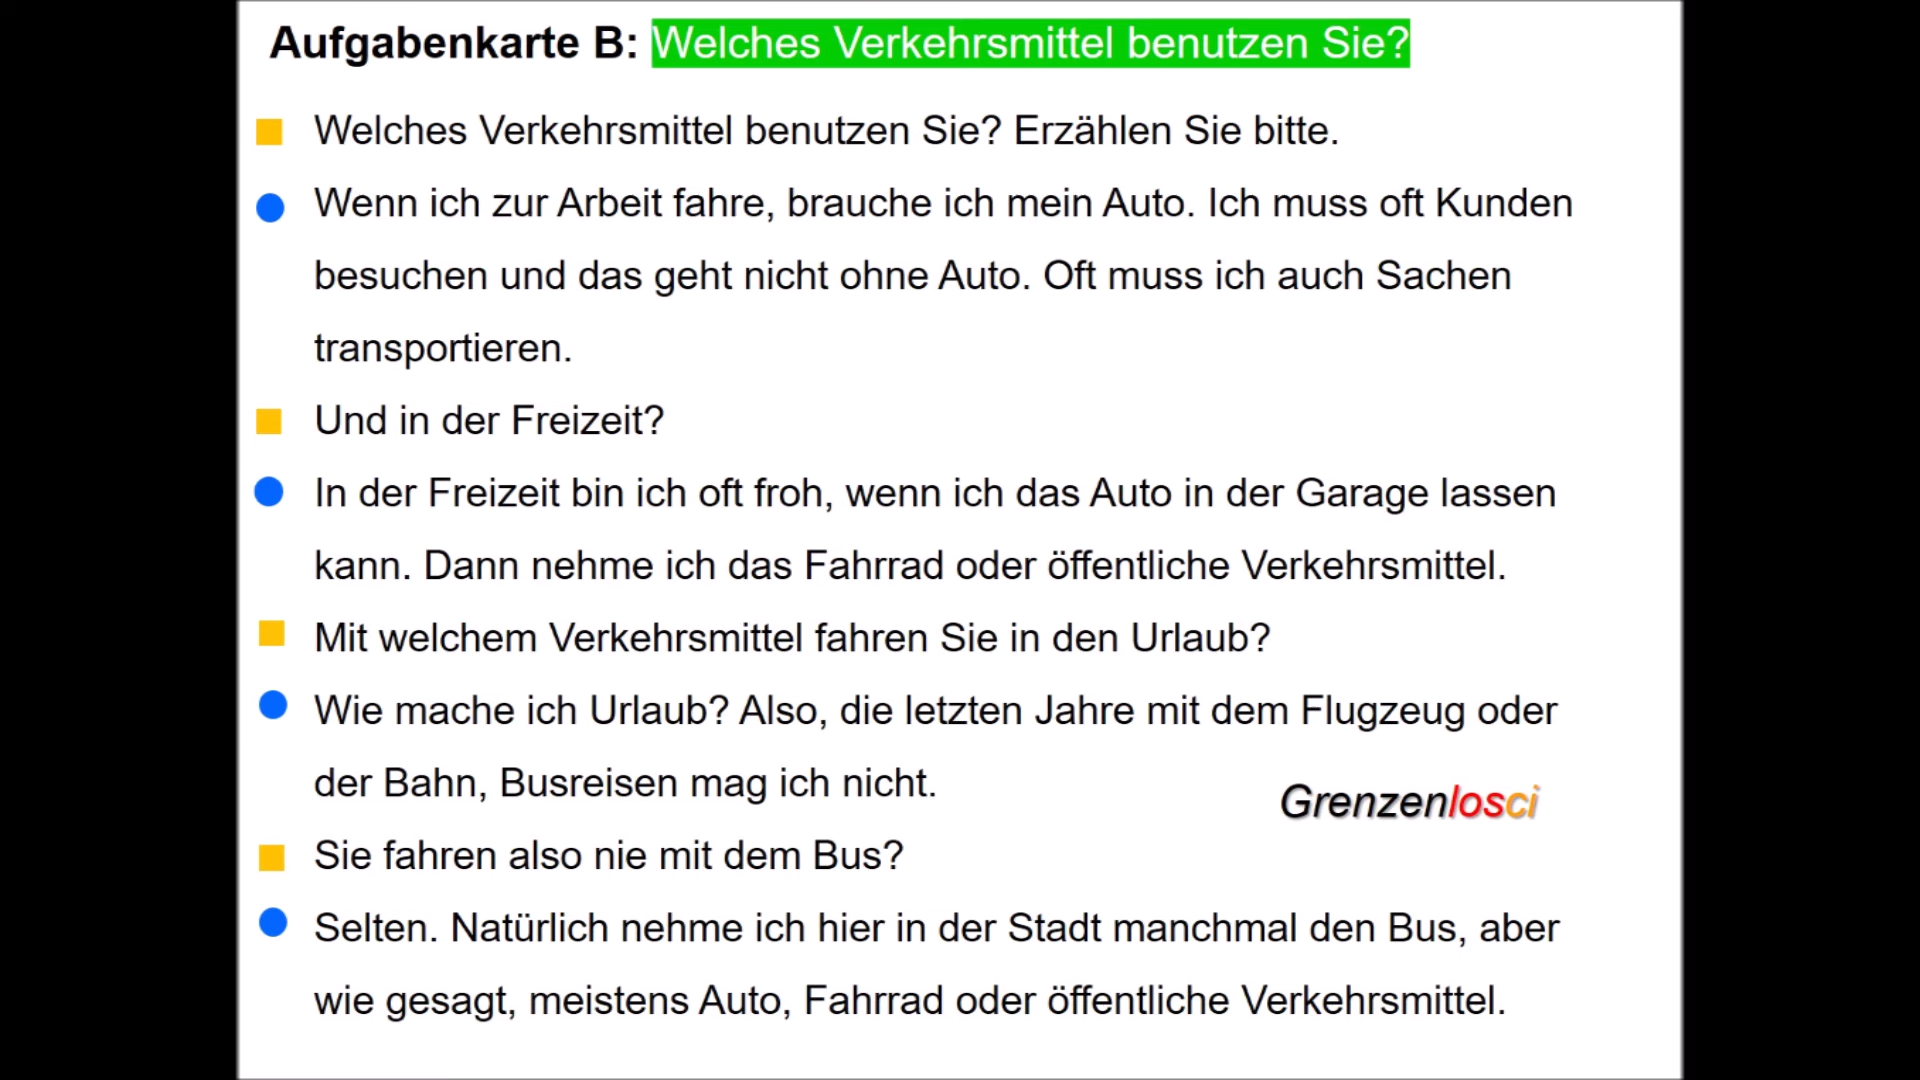 Aufgabenkarte B: Welches Verkehrsmittel benutzen Sie?
Welches Verkehrsmittel benutzen Sie? Erzählen Sie bitte.
Wenn ich zur Arbeit fahre, brauche ich mein Auto. Ich muss oft Kunden
besuchen und das geht nicht ohne Auto. Oft muss ich auch Sachen
transportieren.
Und in der Freizeit?
In der Freizeit bin ich oft froh, wenn ich das Auto in der Garage lassen
kann. Dann nehme ich das Fahrrad oder öffentliche Verkehrsmittel.
Mit welchem Verkehrsmittel fahren Sie in den Urlaub?
Wie mache ich Urlaub? Also, die letzten Jahre mit dem Flugzeug oder
der Bahn, Busreisen mag ich nicht.
Grenzenlosci
Sie fahren also nie mit dem Bus?
Selten. Natürlich nehme ich hier in der Stadt manchmal den Bus, aber
wie gesagt, meistens Auto, Fahrrad oder öffentliche Verkehrsmittel.